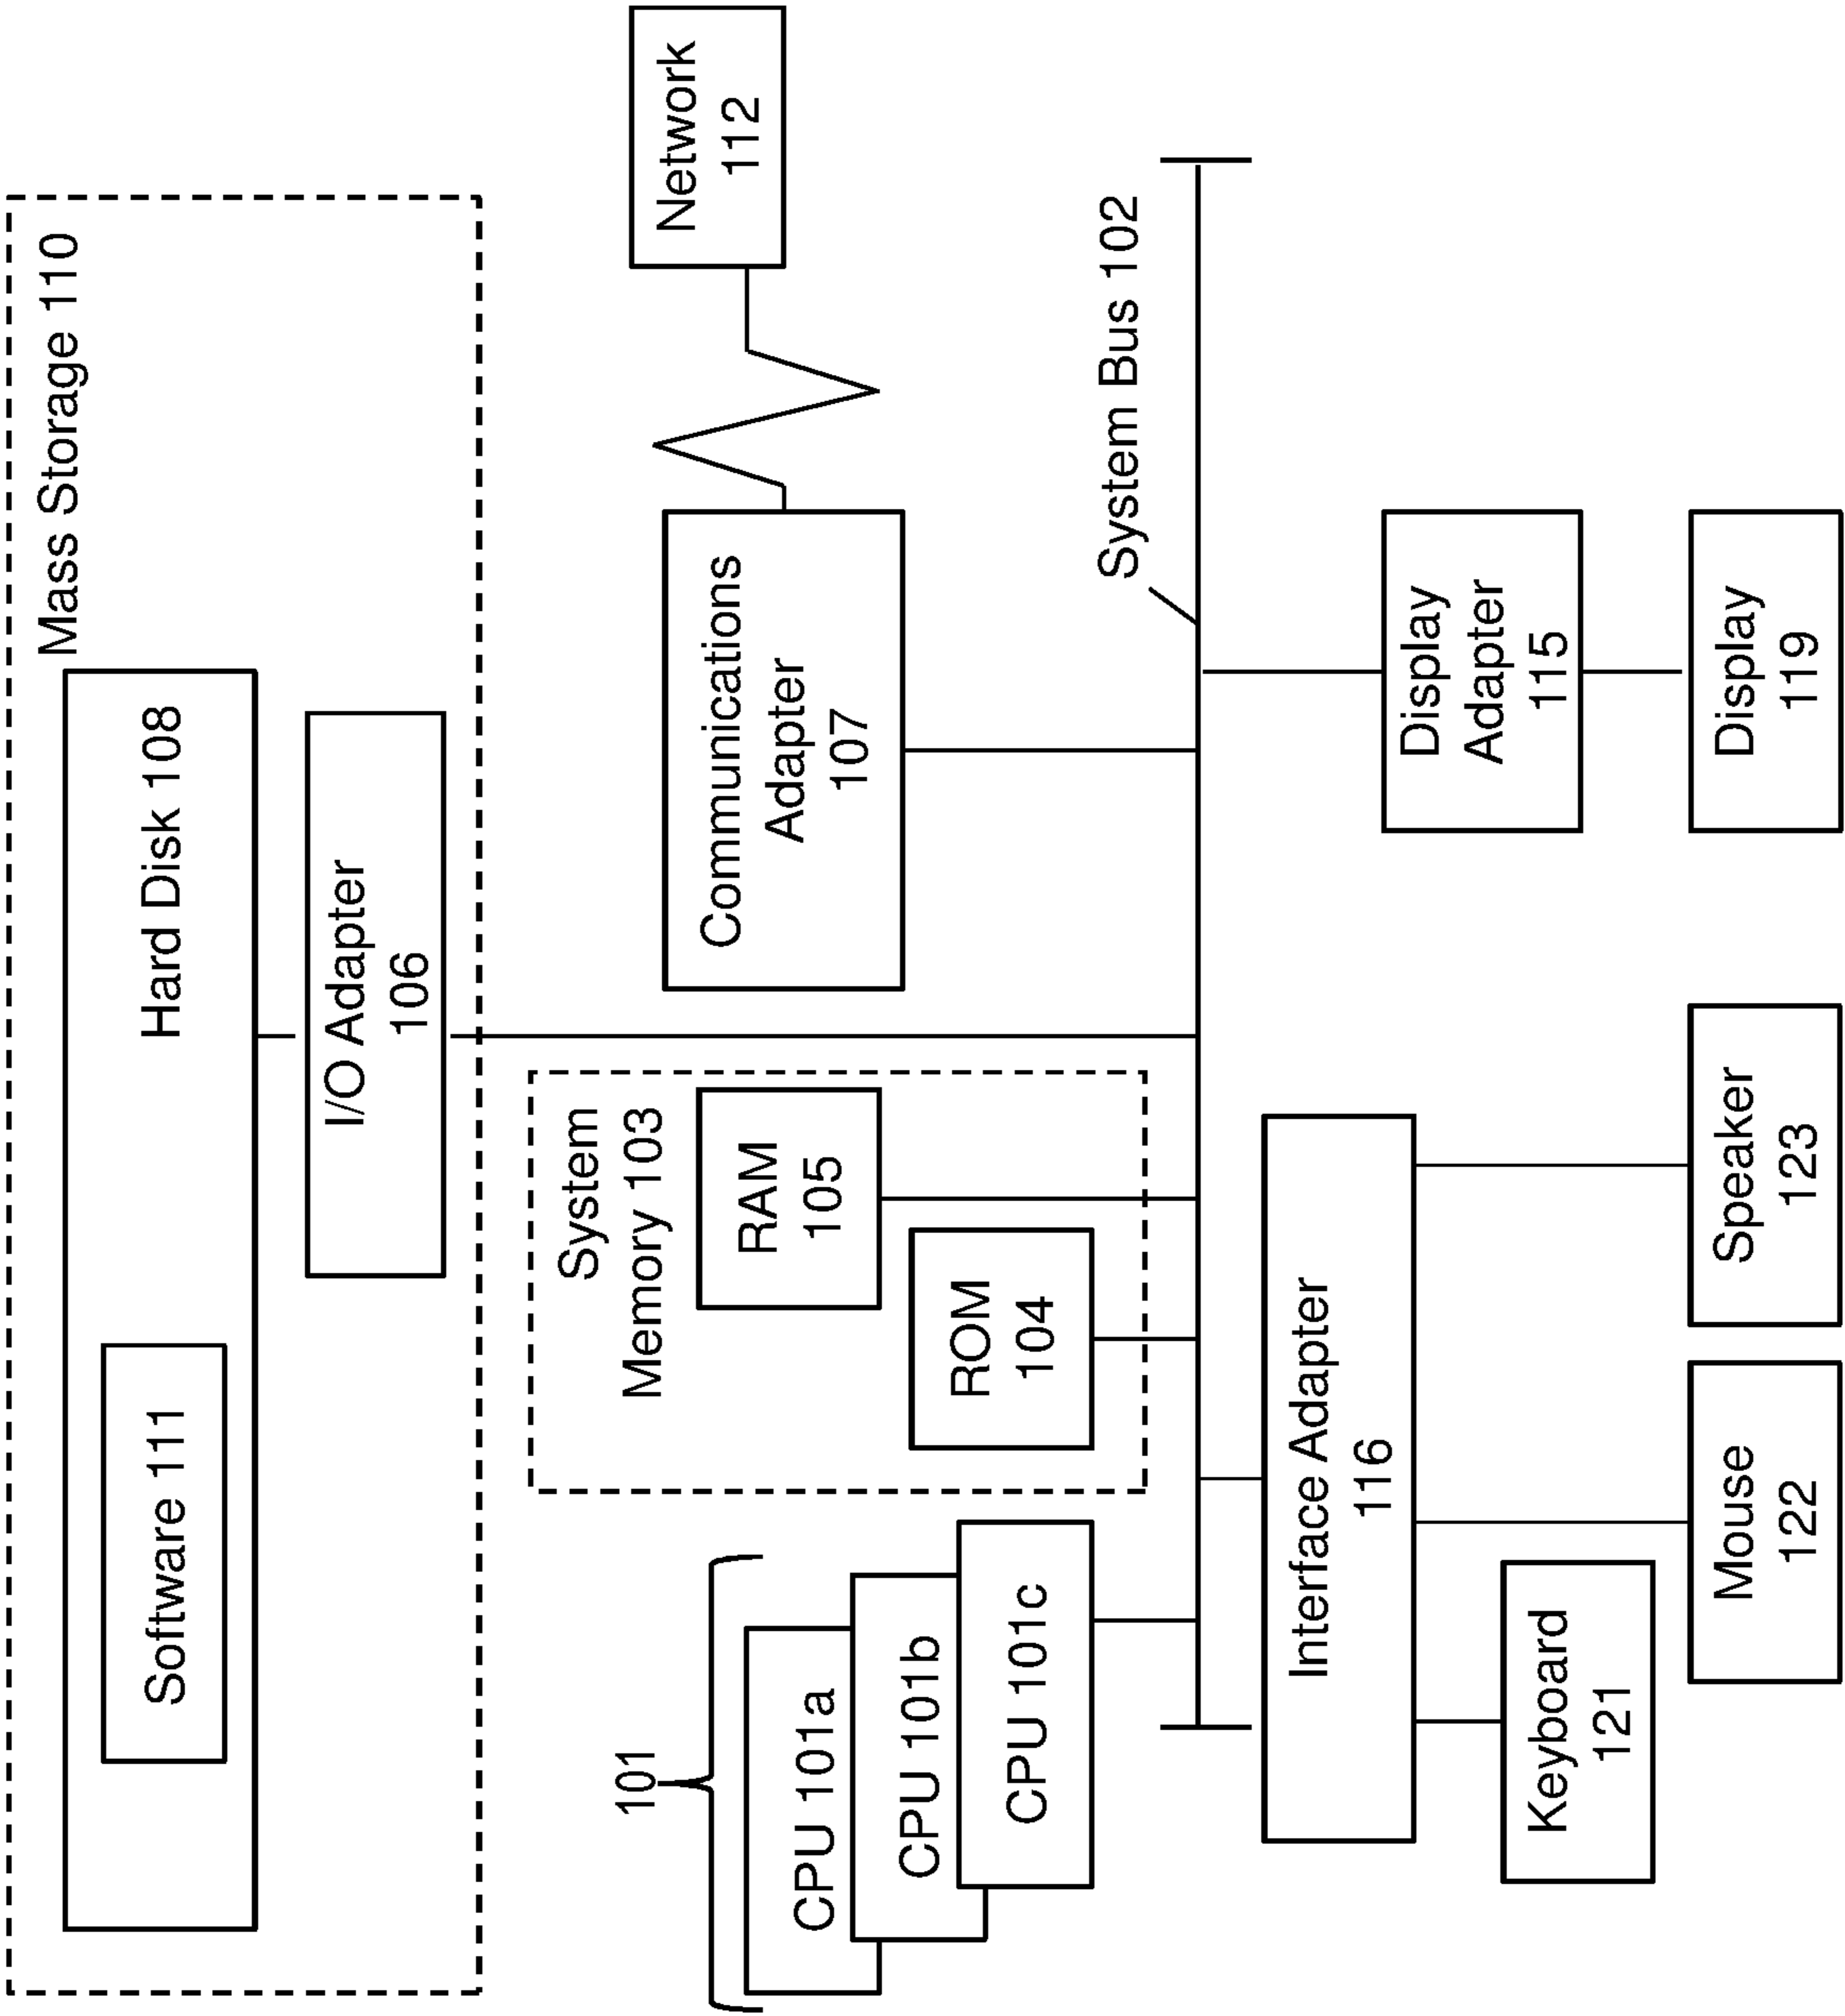 Mass Storage 110
Hard Disk 108
Software 111
I/O Adapter
106
101
CPU 101a
CPU 101b
CPU 101c
System
Memory 103
RAM
105
ROM
104
Communications
Adapter
107
Network
112
System Bus 102
Interface Adapter
116
Keyboard
121
Mouse
122
Speaker
123
Display
Adapter
115
Display
119